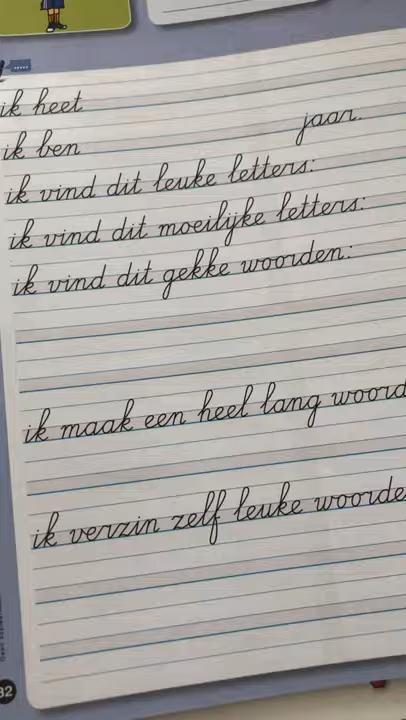 ik heet
ik ben jaar.
ik vind dit leuke letters:
ik vind dit moeilijke letters:
ik vind dit gekke woorden:
ik maak een heel lang woord
ik verzin zelf leuke woorde
32